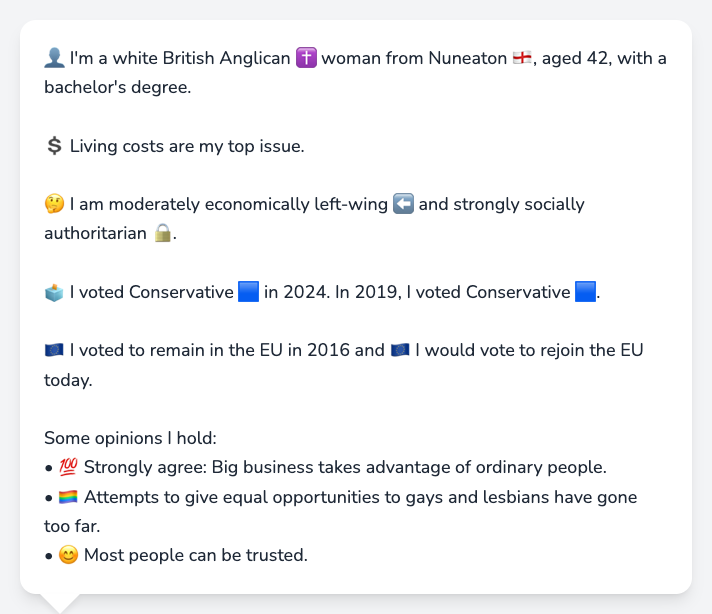 👤 I'm a white British Anglican ✝️ woman from Nuneaton 🏴󠁧󠁢󠁥󠁮󠁧󠁿, aged 42, with a
bachelor's degree.
💲 Living costs are my top issue.
🤔 I am moderately economically left-wing ⬅️ and strongly socially
authoritarian 🔒.
🗳️ I voted Conservative 🟦 in 2024. In 2019, I voted Conservative 🟦.
🇪🇺 I voted to remain in the EU in 2016 and 🇪🇺 I would vote to rejoin the EU
today.
Some opinions I hold:
• 💯 Strongly agree: Big business takes advantage of ordinary people.
• 🏳️‍🌈 Attempts to give equal opportunities to gays and lesbians have gone
too far.
• 😊 Most people can be trusted.